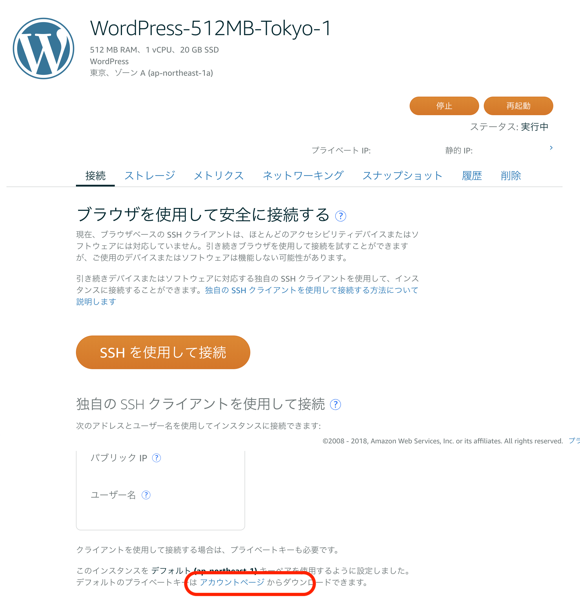 WordPress-512MB-Tokyo-1
512 MB RAM、1 vCPU、20 GB SSD
WordPress
東京、ゾーン A (ap-northeast-1a)
停止 再起動
ステータス: 実行中
プライベート IP: 静的 IP:
接続 ストレージ メトリクス ネットワーキング スナップショット 履歴 削除
ブラウザを使用して安全に接続する ?
現在、ブラウザベースの SSH クライアントは、ほとんどのアクセシビリティデバイスまたはソ
フトウェアには対応していません。引き続きブラウザを使用して接続を試すことができます
が、ご使用のデバイスまたはソフトウェアは機能しない可能性があります。
引き続きデバイスまたはソフトウェアに対応する独自の SSH クライアントを使用して、インス
タンスに接続することができます。独自の SSH クライアントを使用して接続する方法について
説明します
SSH を使用して接続
独自の SSH クライアントを使用して接続 ?
次のアドレスとユーザー名を使用してインスタンスに接続できます:
©2008 - 2018, Amazon Web Services, Inc. or its affiliates. All rights reserved. プラ
パブリック IP ?
ユーザー名 ?
クライアントを使用して接続する場合は、プライベートキーも必要です。
このインスタンスを デフォルト (ap-northeast-1) キーペアを使用するように設定しました。
デフォルトのプライベートキーは アカウントページ からダウンロードできます。